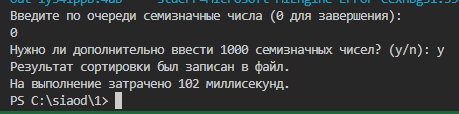 Введите по очереди семизначные числа (0 для завершения):
0
Нужно ли дополнительно ввести 1000 семизначных чисел? (y/n): y
Результат сортировки был записан в файл.
На выполнение затрачено 102 миллисекунд.
PS C:\siaod\1>